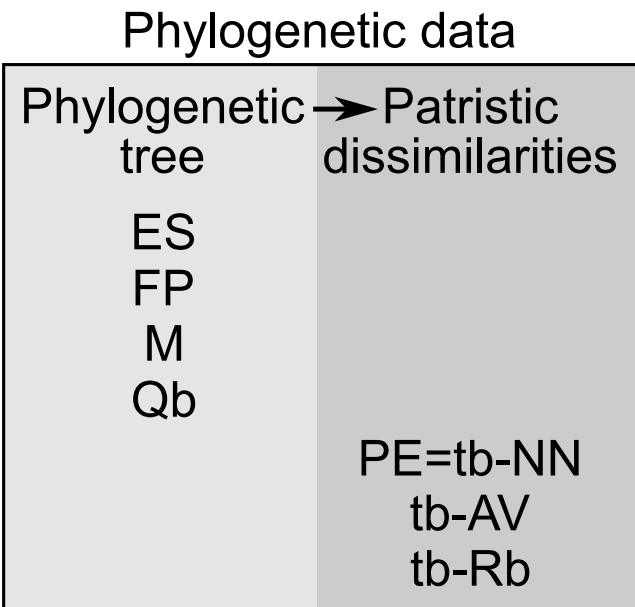 Phylogenetic data
Phylogenetic
tree
Patristic
dissimilarities
ES
FP
M
Qb
PE=tb-NN
tb-AV
tb-Rb